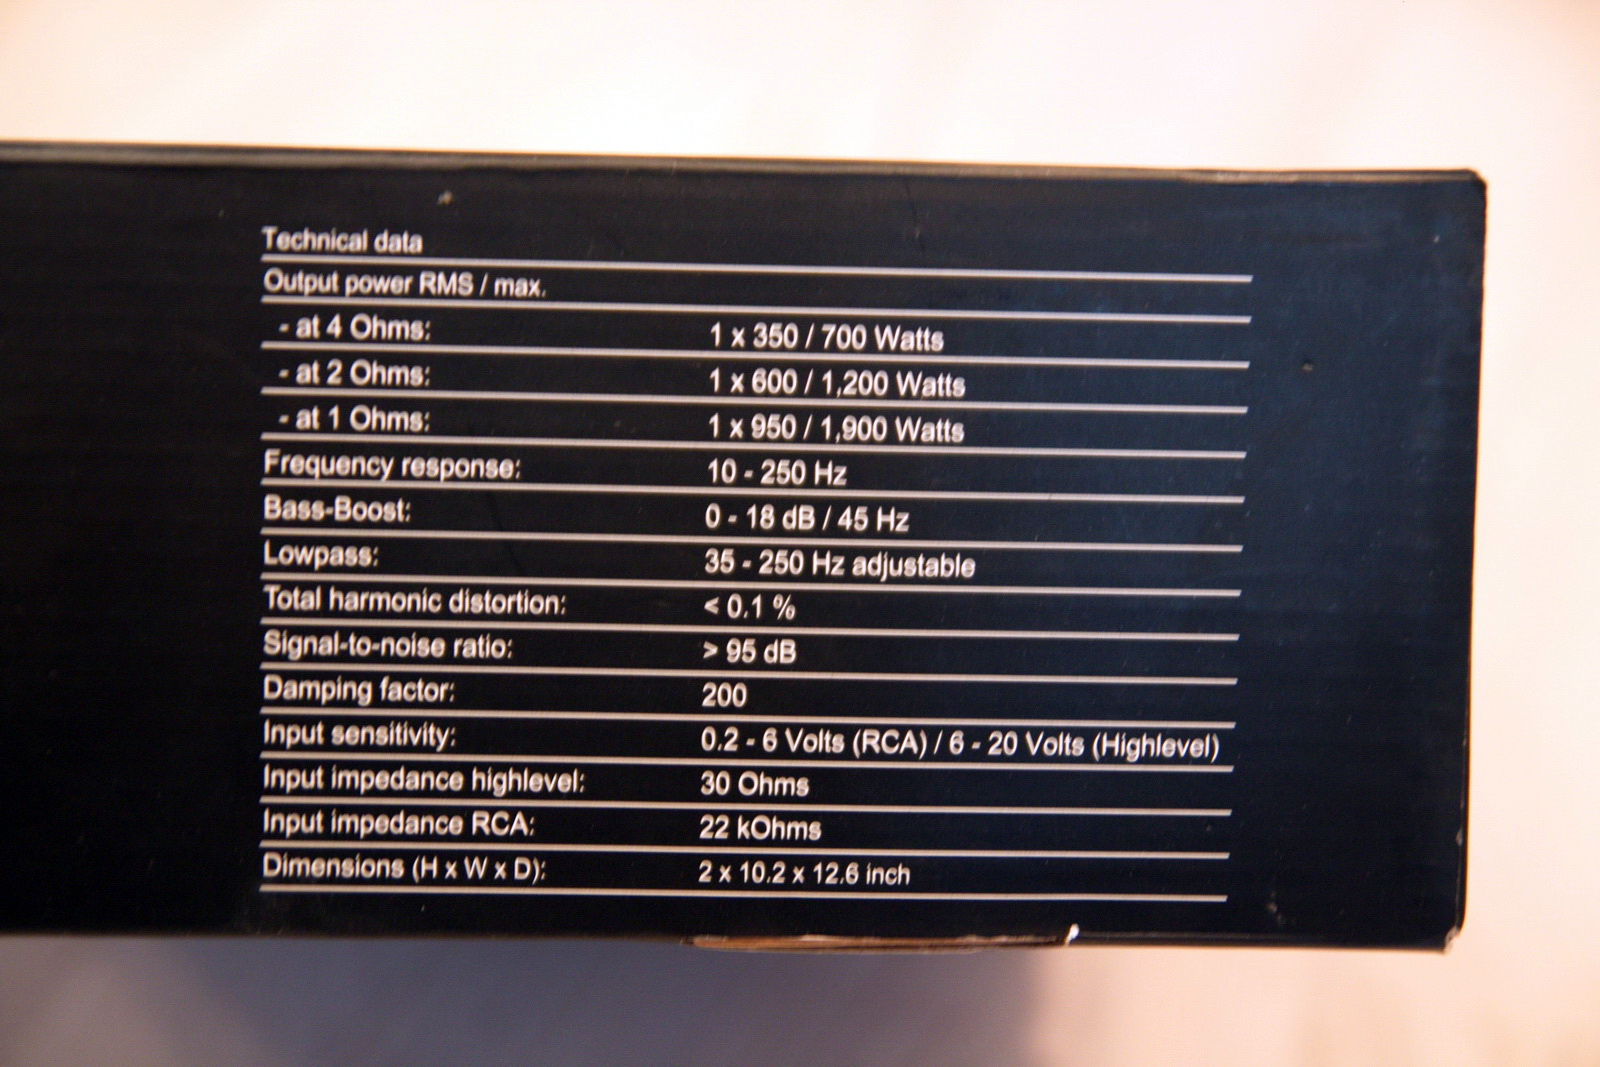 Technical data
Output power RMS / max.
- at 4 Ohms: 1 x 350 / 700 Watts
- at 2 Ohms: 1 x 600 / 1,200 Watts
- at 1 Ohms: 1 x 950 / 1,900 Watts
Frequency response: 10 - 250 Hz
Bass-Boost: 0 - 18 dB / 45 Hz
Lowpass: 35 - 250 Hz adjustable
Total harmonic distortion: < 0.1 %
Signal-to-noise ratio: > 95 dB
Damping factor: 200
Input sensitivity: 0.2 - 6 Volts (RCA) / 6 - 20 Volts (Highlevel)
Input impedance highlevel: 30 Ohms
Input impedance RCA: 22 kOhms
Dimensions (H x W x D): 2 x 10.2 x 12.6 inch